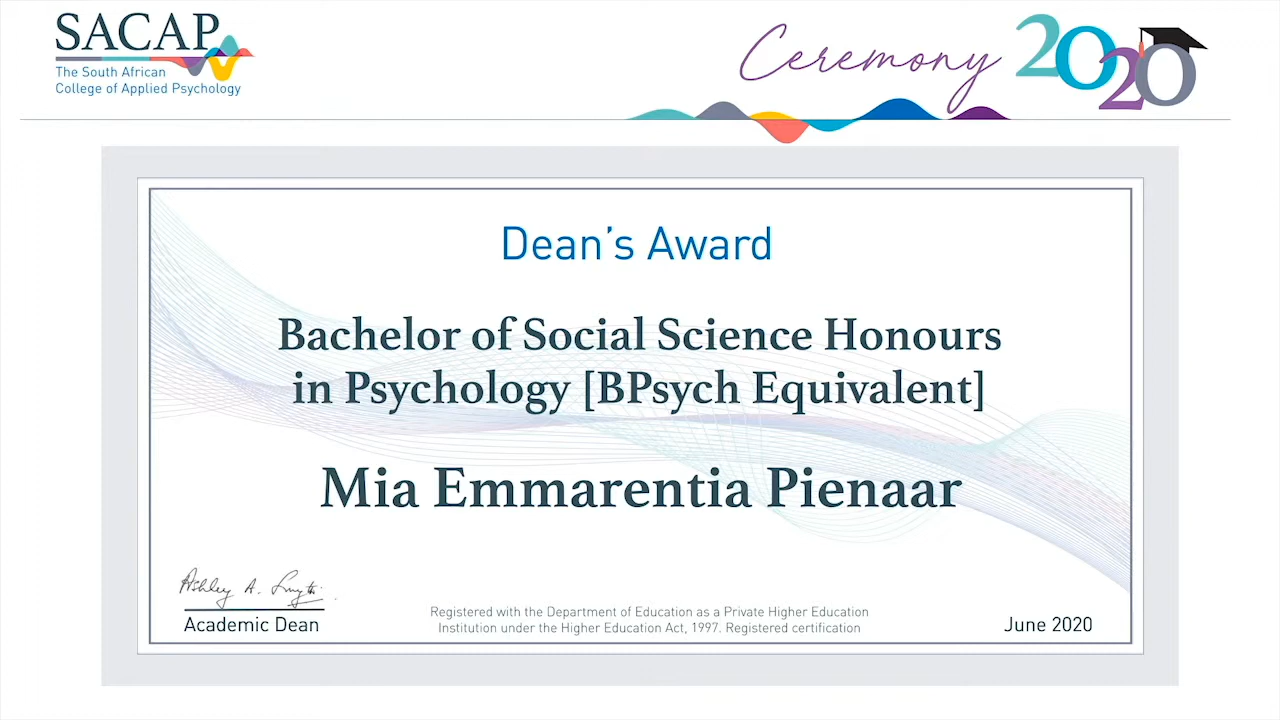 SACAP
The South African
College of Applied Psychology
Ceremony 2020
Dean's Award
Bachelor of Social Science Honours
in Psychology [BPsych Equivalent]
Mia Emmarentia Pienaar
Ashley A. Smyth
Academic Dean
Registered with the Department of Education as a Private Higher Education
Institution under the Higher Education Act, 1997. Registered certification
June 2020